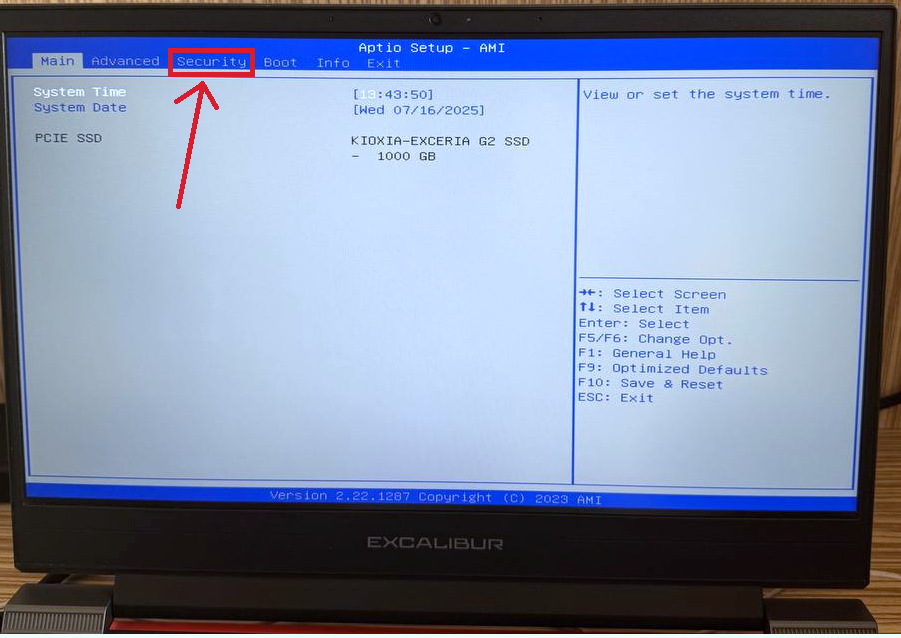 Aptio Setup - AMI
Main Advanced Security Boot Info Exit
System Time [13:43:50]
System Date [Wed 07/16/2025]
PCIE SSD KIOXIA-EXCERIA G2 SSD
- 1000 GB
View or set the system time.
→←: Select Screen
↑↓: Select Item
Enter: Select
F5/F6: Change Opt.
F1: General Help
F9: Optimized Defaults
F10: Save & Reset
ESC: Exit
Version 2.22.1287 Copyright (C) 2023 AMI
EXCALIBUR